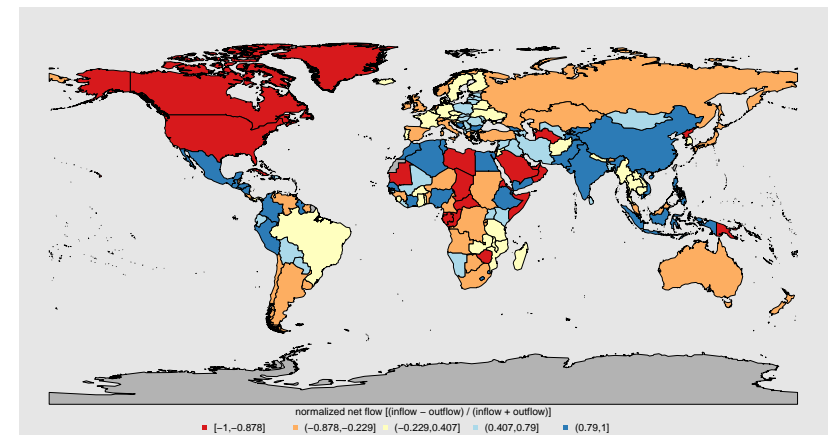 normalized net flow [(inflow − outflow) / (inflow + outflow)]
[−1,−0.878] (−0.878,−0.229] (−0.229,0.407] (0.407,0.79] (0.79,1]